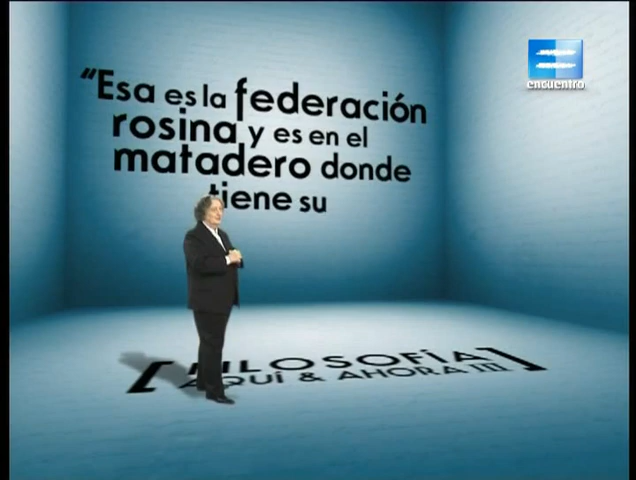 “Esa es la federación
rosina y es en el
matadero donde
tiene su
encuentro
[ FILOSOFÍA
AQUÍ & AHORA III ]